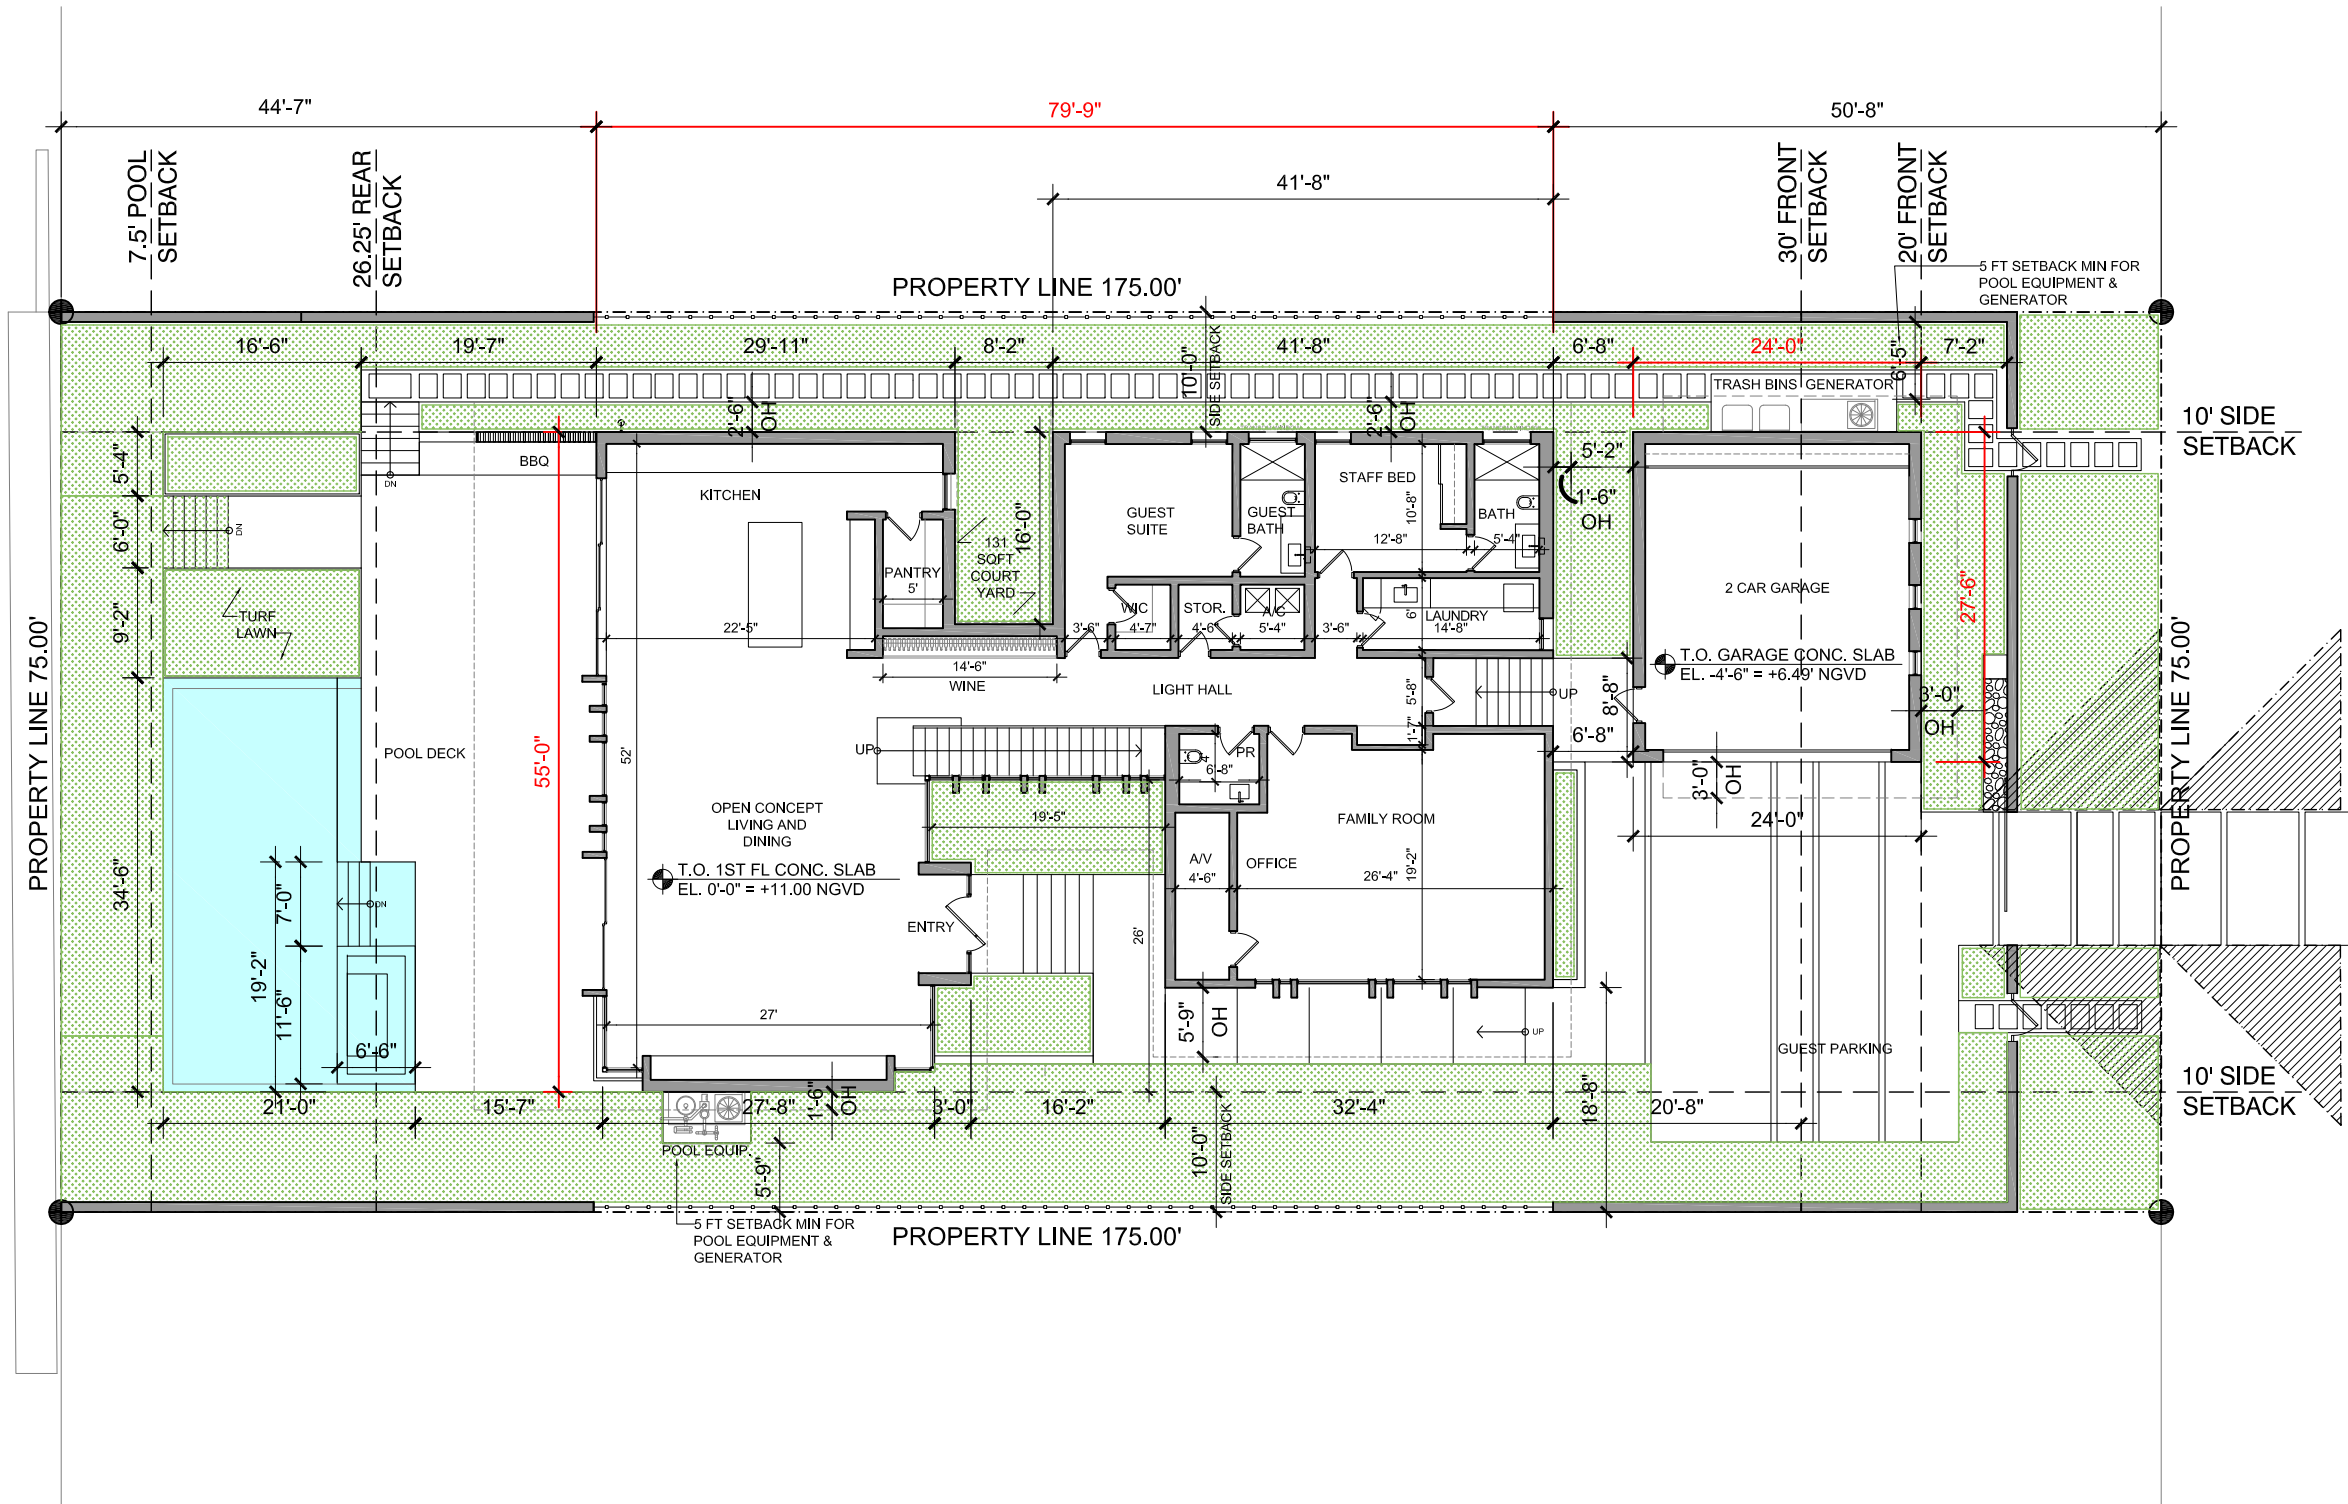 44'-7"
79'-9"
50'-8"
41'-8"
7.5' POOL
SETBACK
26.25' REAR
SETBACK
30' FRONT
SETBACK
20' FRONT
SETBACK
5 FT SETBACK MIN FOR
POOL EQUIPMENT &
GENERATOR
PROPERTY LINE 175.00'
16'-6"
19'-7"
29'-11"
8'-2"
41'-8"
6'-8"
24'-0"
7'-2"
10'-0"
SIDE SETBACK
6'-5"
TRASH BINS
GENERATOR
2'-6"
OH
2'-6"
OH
10' SIDE
SETBACK
DN
BBQ
5'-4"
KITCHEN
16'-0"
131
SQFT
COURT
YARD
GUEST
SUITE
GUEST
BATH
STAFF BED
10'-8"
12'-8"
BATH
5'-4"
5'-2"
1'-6"
OH
6'-0"
DN
PANTRY
5'
2 CAR GARAGE
27'-6"
9'-2"
TURF
LAWN
22'-5"
3'-6"
WIC
4'-7"
STOR.
4'-6"
A/C
5'-4"
3'-6"
6'
LAUNDRY
14'-8"
T.O. GARAGE CONC. SLAB
EL. -4'-6" = +6.49' NGVD
14'-6"
WINE
LIGHT HALL
5'-8"
1'-7"
UP
8'-8"
6'-8"
3'-0"
OH
3'-0"
OH
PROPERTY LINE 75.00'
PROPERTY LINE 75.00'
POOL DECK
55'-0"
52'
UP
PR
4'
6'-8"
OPEN CONCEPT
LIVING AND
DINING
19'-5"
FAMILY ROOM
24'-0"
T.O. 1ST FL CONC. SLAB
EL. 0'-0" = +11.00 NGVD
A/V
4'-6"
OFFICE
26'-4"
19'-2"
34'-6"
19'-2"
7'-0"
11'-6"
DN
6'-6"
ENTRY
26'
27'
5'-9"
OH
UP
GUEST PARKING
10' SIDE
SETBACK
21'-0"
15'-7"
27'-8"
1'-6"
OH
3'-0"
16'-2"
32'-4"
18'-8"
20'-8"
POOL EQUIP.
5'-9"
10'-0"
SIDE SETBACK
5 FT SETBACK MIN FOR
POOL EQUIPMENT &
GENERATOR
PROPERTY LINE 175.00'